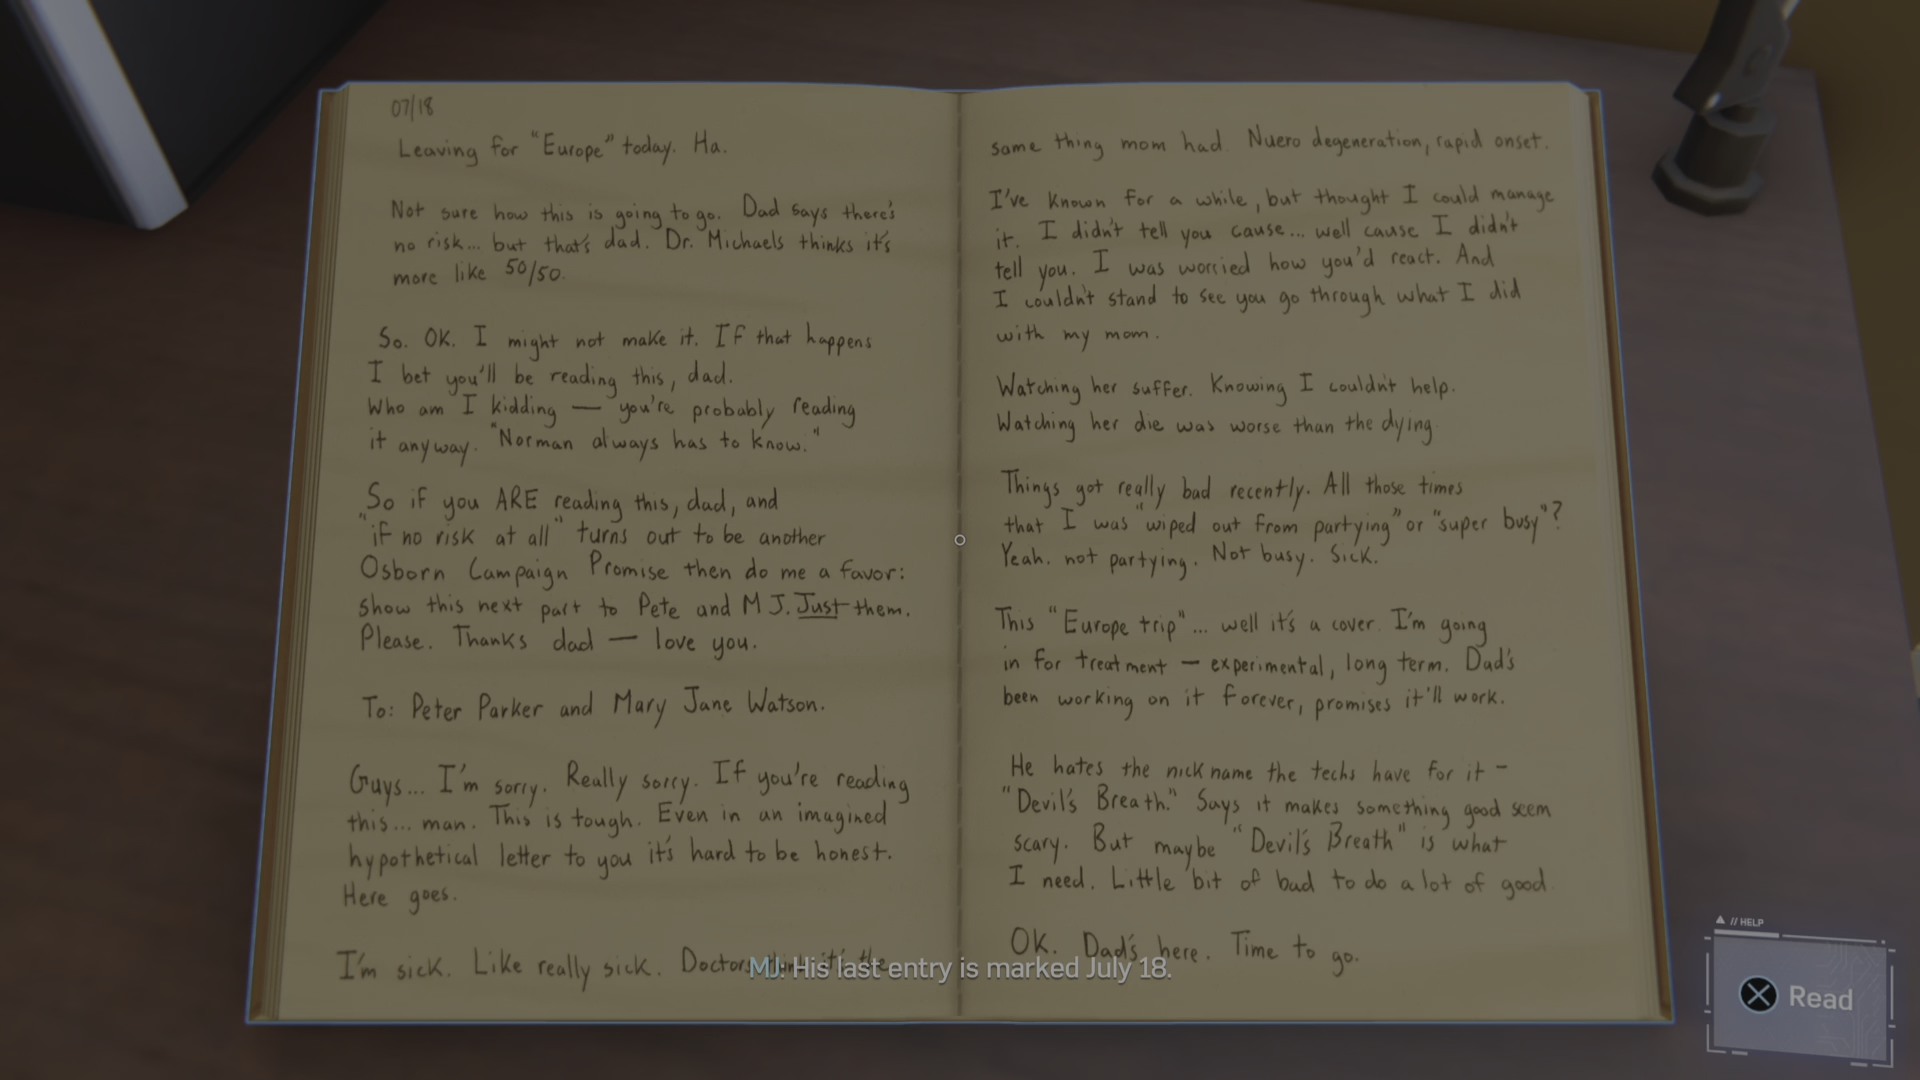 07/18
Leaving for "Europe" today. Ha.
Not sure how this is going to go. Dad says there's
no risk... but that's dad. Dr. Michaels thinks it's
more like 50/50.
So. OK. I might not make it. If that happens
I bet you'll be reading this, dad.
Who am I kidding — you're probably reading
it anyway. "Norman always has to know."
So if you ARE reading this, dad, and
"if no risk at all" turns out to be another
Osborn Campaign Promise then do me a favor:
show this next part to Pete and MJ. Just them.
Please. Thanks dad — love you.
To: Peter Parker and Mary Jane Watson.
Guys... I'm sorry. Really sorry. If you're reading
this... man. This is tough. Even in an imagined
hypothetical letter to you it's hard to be honest.
Here goes.
I'm sick. Like really sick. Doctors think it's the
same thing mom had. Nuero degeneration, rapid onset.
I've known for a while, but thought I could manage
it. I didn't tell you cause... well cause I didn't
tell you. I was worried how you'd react. And
I couldn't stand to see you go through what I did
with my mom.
Watching her suffer. Knowing I couldn't help.
Watching her die was worse than the dying.
Things got really bad recently. All those times
that I was "wiped out from partying" or "super busy"?
Yeah. not partying. Not busy. Sick.
This "Europe trip"... well it's a cover. I'm going
in for treatment — experimental, long term. Dad's
been working on it forever, promises it'll work.
He hates the nickname the techs have for it -
"Devil's Breath." Says it makes something good seem
scary. But maybe "Devil's Breath" is what
I need. Little bit of bad to do a lot of good.
OK. Dad's here. Time to go.
MJ: His last entry is marked July 18.
// HELP
Read